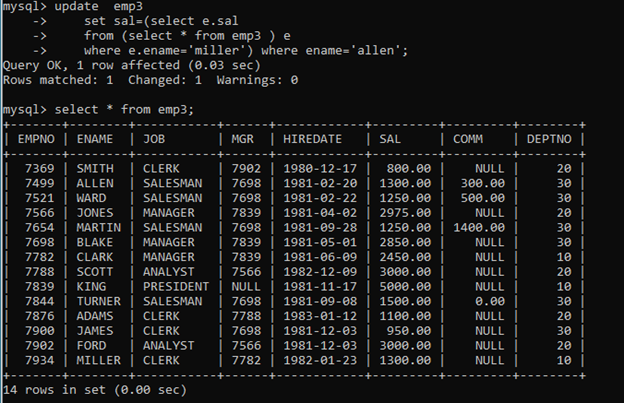 mysql> update  emp3
    ->     set sal=(select e.sal
    ->     from (select * from emp3 ) e
    ->     where e.ename='miller') where ename='allen';
Query OK, 1 row affected (0.03 sec)
Rows matched: 1  Changed: 1  Warnings: 0
mysql> select * from emp3;
+-------+--------+-----------+------+------------+---------+---------+--------+
| EMPNO | ENAME  | JOB       | MGR  | HIREDATE   | SAL     | COMM    | DEPTNO |
+-------+--------+-----------+------+------------+---------+---------+--------+
|  7369 | SMITH  | CLERK     | 7902 | 1980-12-17 |  800.00 |    NULL |     20 |
|  7499 | ALLEN  | SALESMAN  | 7698 | 1981-02-20 | 1300.00 |  300.00 |     30 |
|  7521 | WARD   | SALESMAN  | 7698 | 1981-02-22 | 1250.00 |  500.00 |     30 |
|  7566 | JONES  | MANAGER   | 7839 | 1981-04-02 | 2975.00 |    NULL |     20 |
|  7654 | MARTIN | SALESMAN  | 7698 | 1981-09-28 | 1250.00 | 1400.00 |     30 |
|  7698 | BLAKE  | MANAGER   | 7839 | 1981-05-01 | 2850.00 |    NULL |     30 |
|  7782 | CLARK  | MANAGER   | 7839 | 1981-06-09 | 2450.00 |    NULL |     10 |
|  7788 | SCOTT  | ANALYST   | 7566 | 1982-12-09 | 3000.00 |    NULL |     20 |
|  7839 | KING   | PRESIDENT | NULL | 1981-11-17 | 5000.00 |    NULL |     10 |
|  7844 | TURNER | SALESMAN  | 7698 | 1981-09-08 | 1500.00 |    0.00 |     30 |
|  7876 | ADAMS  | CLERK     | 7788 | 1983-01-12 | 1100.00 |    NULL |     20 |
|  7900 | JAMES  | CLERK     | 7698 | 1981-12-03 |  950.00 |    NULL |     30 |
|  7902 | FORD   | ANALYST   | 7566 | 1981-12-03 | 3000.00 |    NULL |     20 |
|  7934 | MILLER | CLERK     | 7782 | 1982-01-23 | 1300.00 |    NULL |     10 |
+-------+--------+-----------+------+------------+---------+---------+--------+
14 rows in set (0.00 sec)